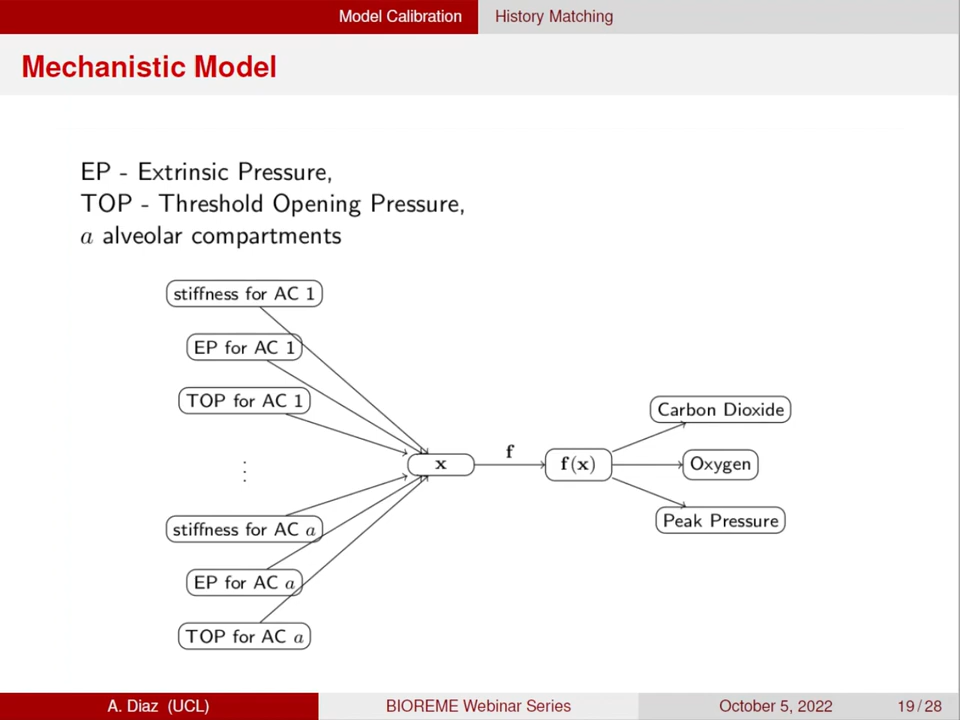 Model Calibration History Matching
Mechanistic Model
EP - Extrinsic Pressure,
TOP - Threshold Opening Pressure,
a alveolar compartments
stiffness for AC 1
EP for AC 1
TOP for AC 1
⋮
stiffness for AC a
EP for AC a
TOP for AC a
x
f
f(x)
Carbon Dioxide
Oxygen
Peak Pressure
A. Diaz (UCL) BIOREME Webinar Series October 5, 2022 19 / 28